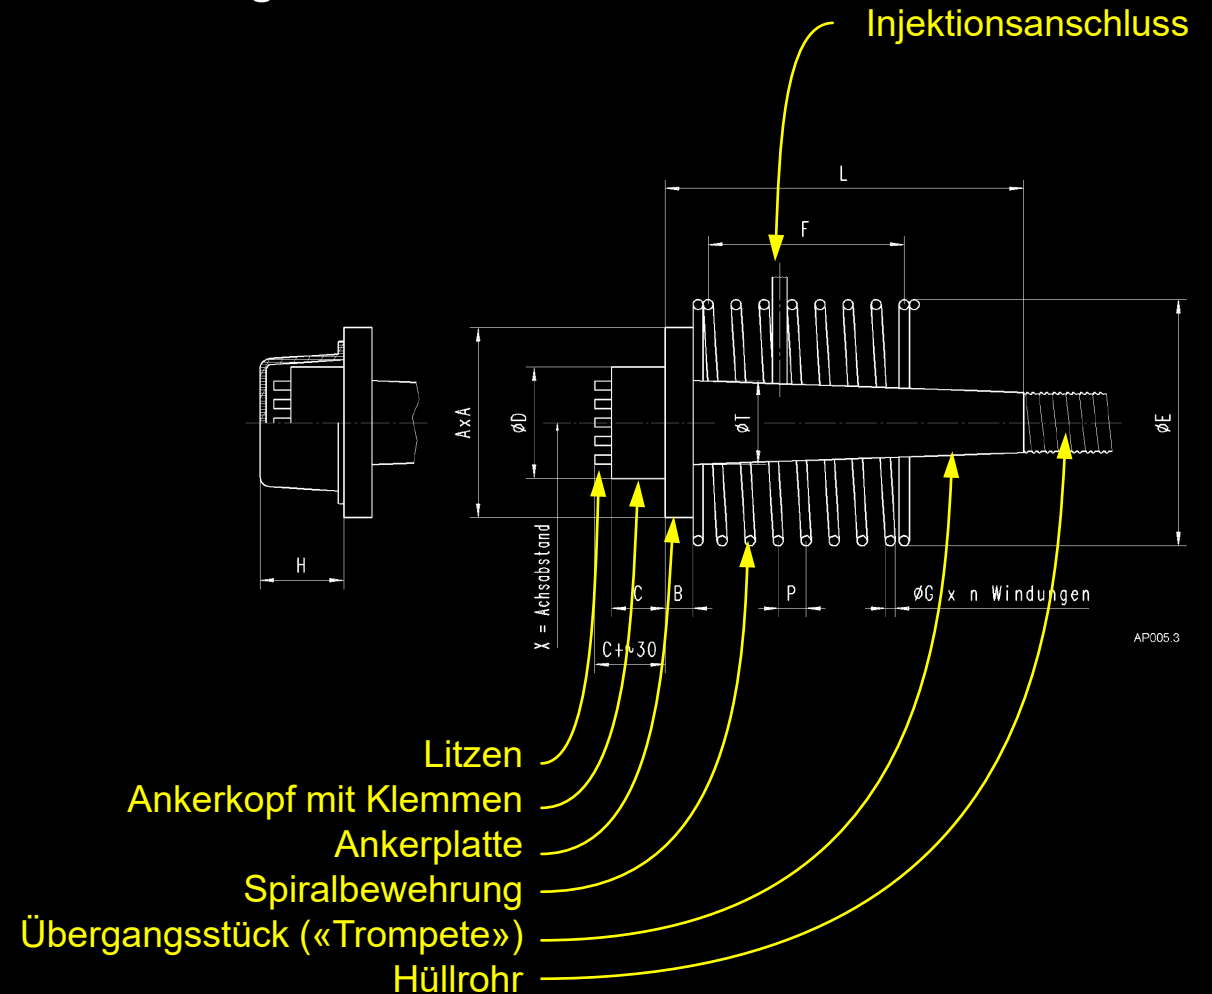 Injektionsanschluss
L
F
AxA
ØD
ØT
ØE
H
X = Achsabstand
C
B
P
ØG x n Windungen
C+~30
AP005.3
Litzen
Ankerkopf mit Klemmen
Ankerplatte
Spiralbewehrung
Übergangsstück («Trompete»)
Hüllrohr